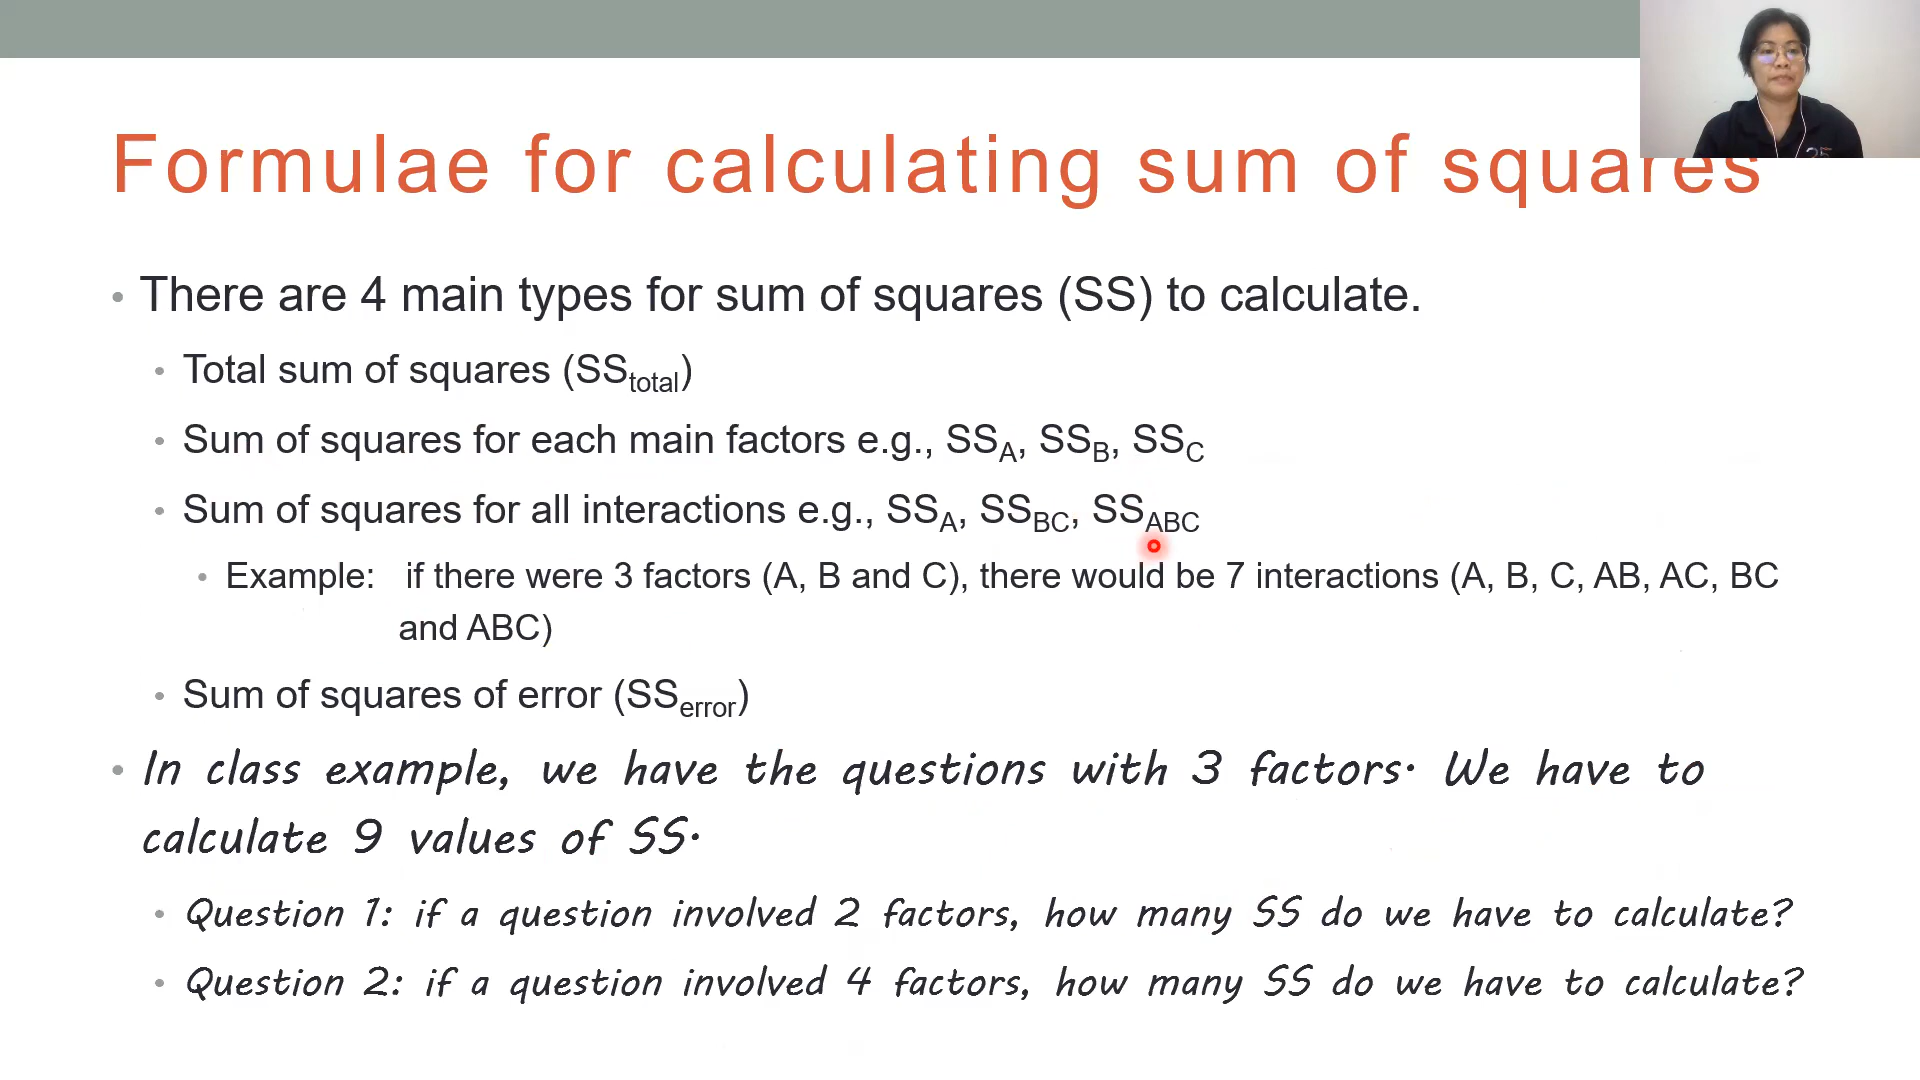 Formulae for calculating sum of squares
• There are 4 main types for sum of squares (SS) to calculate.
• Total sum of squares (SStotal)
• Sum of squares for each main factors e.g., SSA, SSB, SSC
• Sum of squares for all interactions e.g., SSA, SSBC, SSABC
• Example: if there were 3 factors (A, B and C), there would be 7 interactions (A, B, C, AB, AC, BC
and ABC)
• Sum of squares of error (SSerror)
• In class example, we have the questions with 3 factors. We have to
calculate 9 values of SS.
• Question 1: if a question involved 2 factors, how many SS do we have to calculate?
• Question 2: if a question involved 4 factors, how many SS do we have to calculate?